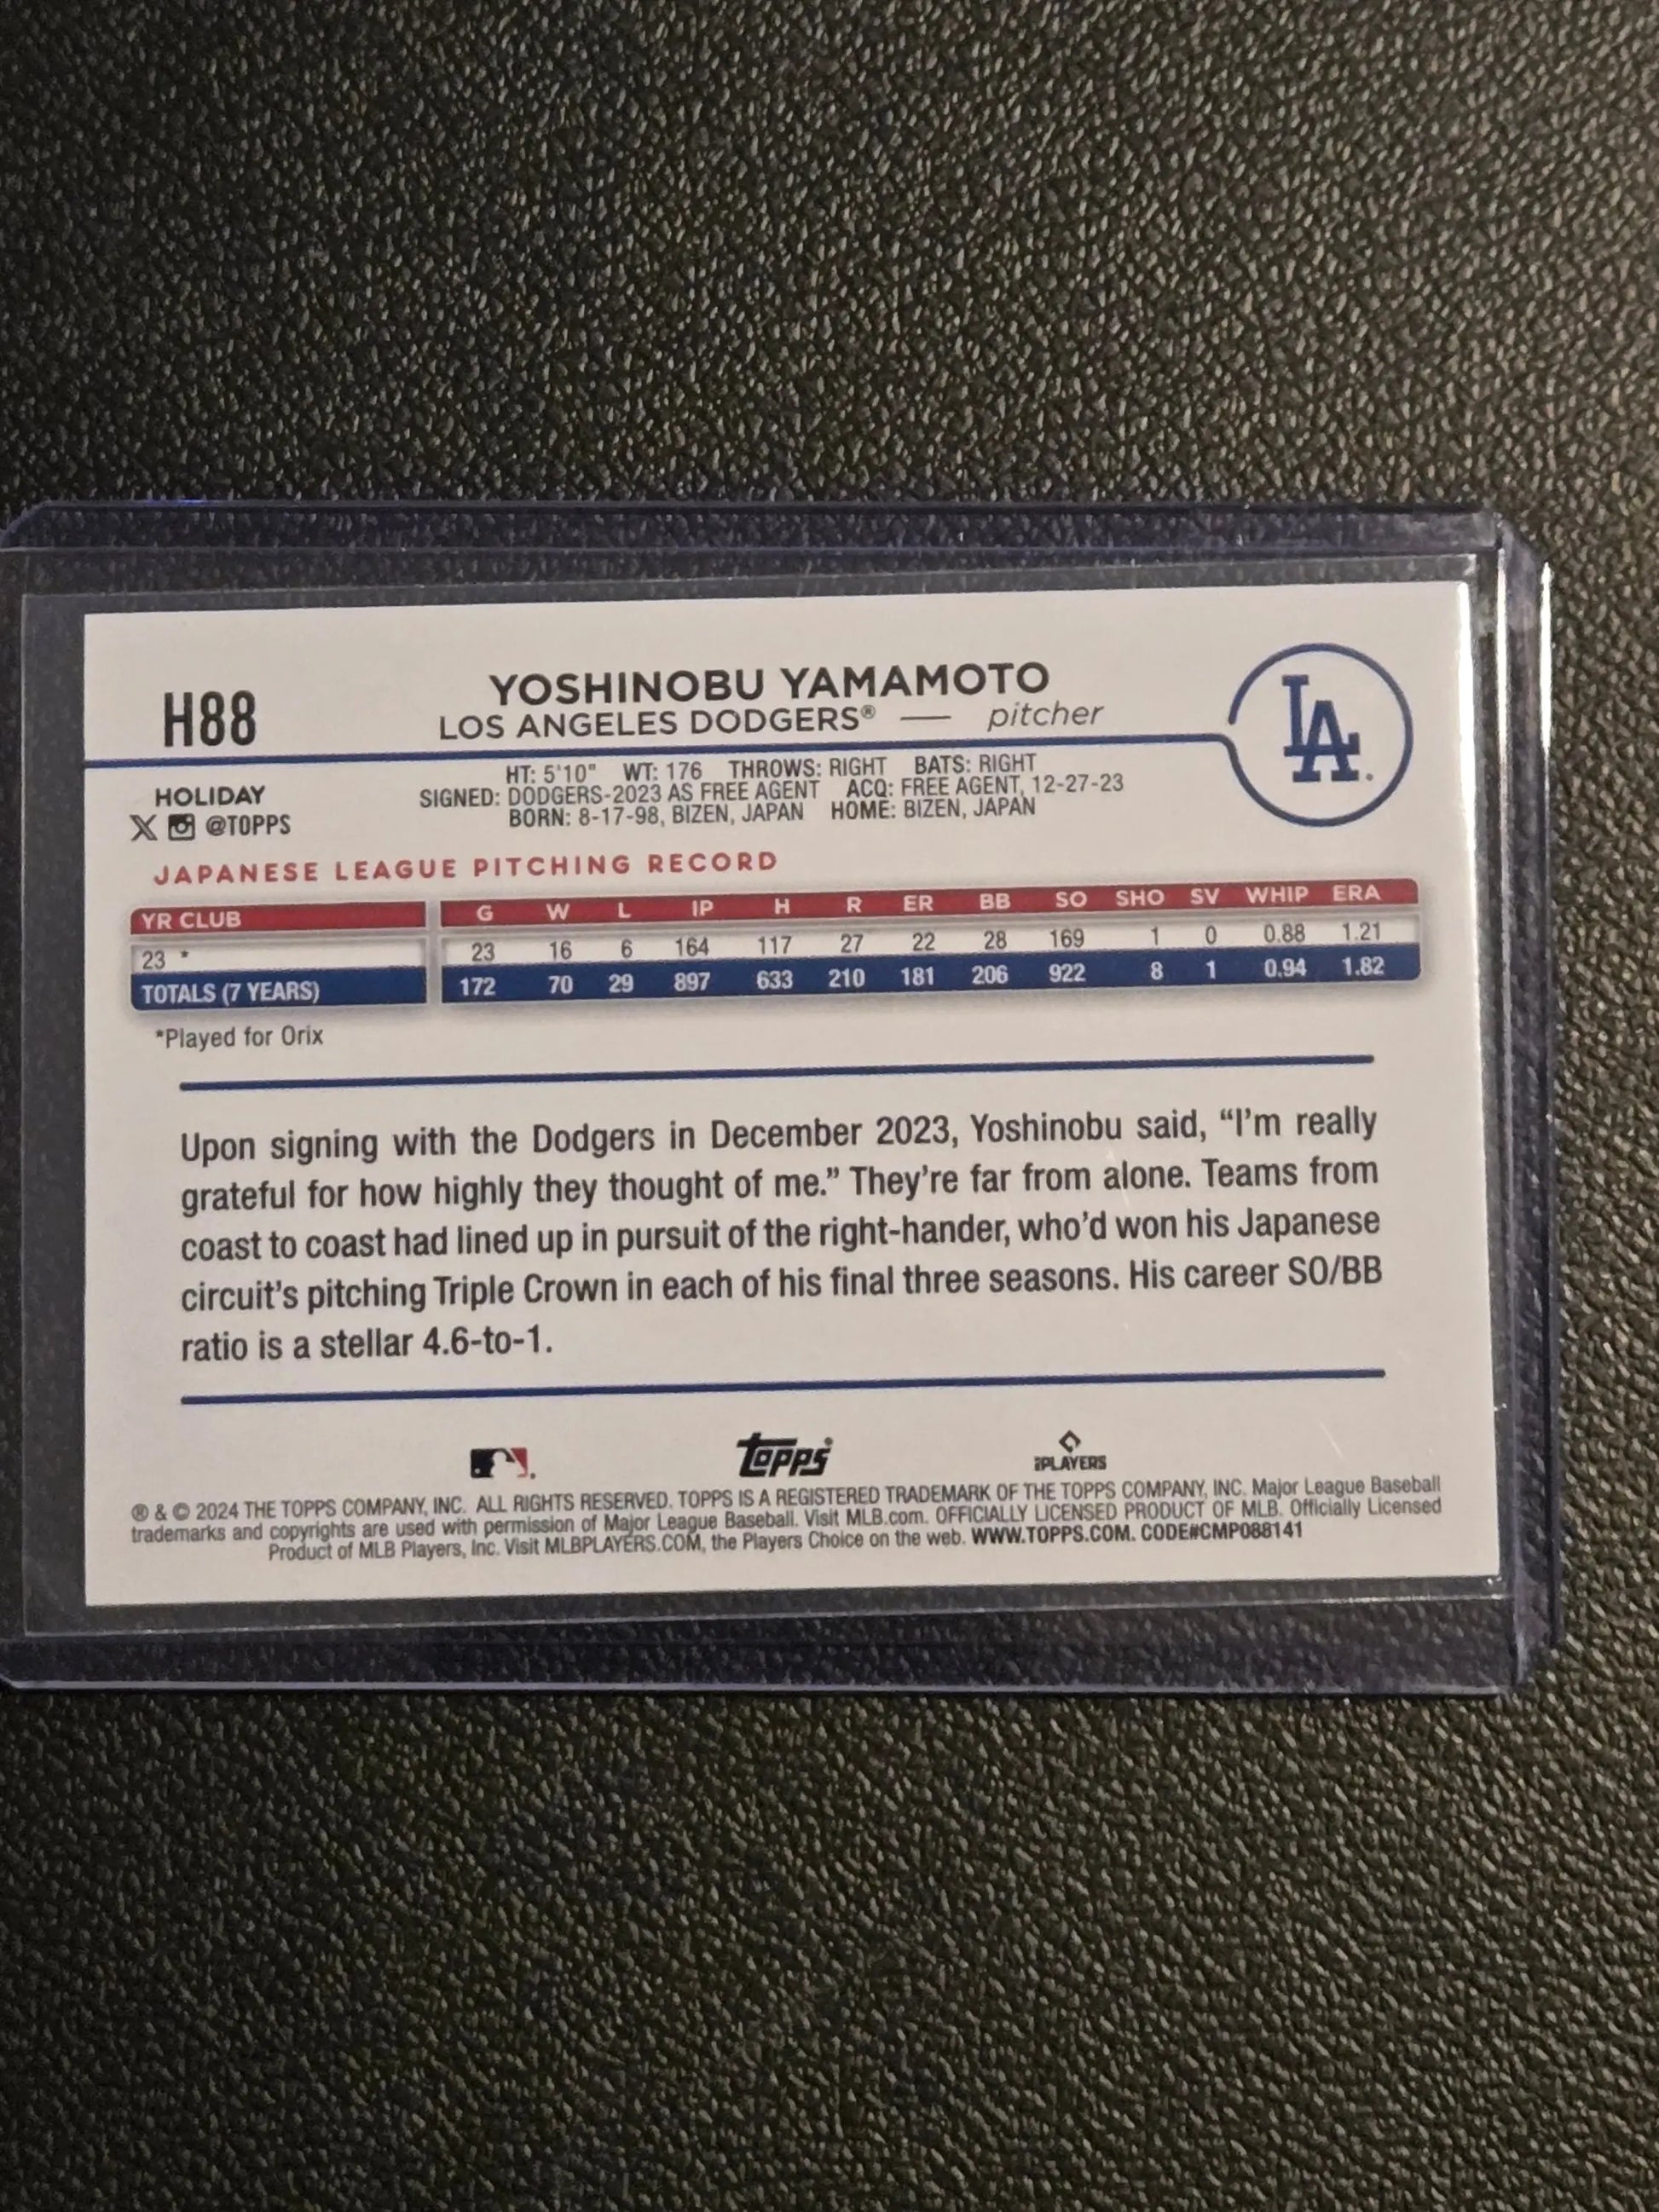 H88
YOSHINOBU YAMAMOTO
LOS ANGELES DODGERS® — pitcher
LA
HOLIDAY
X @TOPPS
HT: 5'10" WT: 176 THROWS: RIGHT BATS: RIGHT
SIGNED: DODGERS-2023 AS FREE AGENT ACQ: FREE AGENT, 12-27-23
BORN: 8-17-98, BIZEN, JAPAN HOME: BIZEN, JAPAN
JAPANESE LEAGUE PITCHING RECORD
YR CLUB G W L IP H R ER BB SO SHO SV WHIP ERA
23 * 23 16 6 164 117 27 22 28 169 1 0 0.88 1.21
TOTALS (7 YEARS) 172 70 29 897 633 210 181 206 922 8 1 0.94 1.82
*Played for Orix
Upon signing with the Dodgers in December 2023, Yoshinobu said, “I’m really
grateful for how highly they thought of me.” They’re far from alone. Teams from
coast to coast had lined up in pursuit of the right-hander, who’d won his Japanese
circuit’s pitching Triple Crown in each of his final three seasons. His career SO/BB
ratio is a stellar 4.6-to-1.
Topps PLAYERS
® & © 2024 THE TOPPS COMPANY, INC. ALL RIGHTS RESERVED. TOPPS IS A REGISTERED TRADEMARK OF THE TOPPS COMPANY, INC. Major League Baseball
trademarks and copyrights are used with permission of Major League Baseball. Visit MLB.com. OFFICIALLY LICENSED PRODUCT OF MLB. Officially Licensed
Product of MLB Players, Inc. Visit MLBPLAYERS.COM, the Players Choice on the web. WWW.TOPPS.COM. CODE#CMP088141